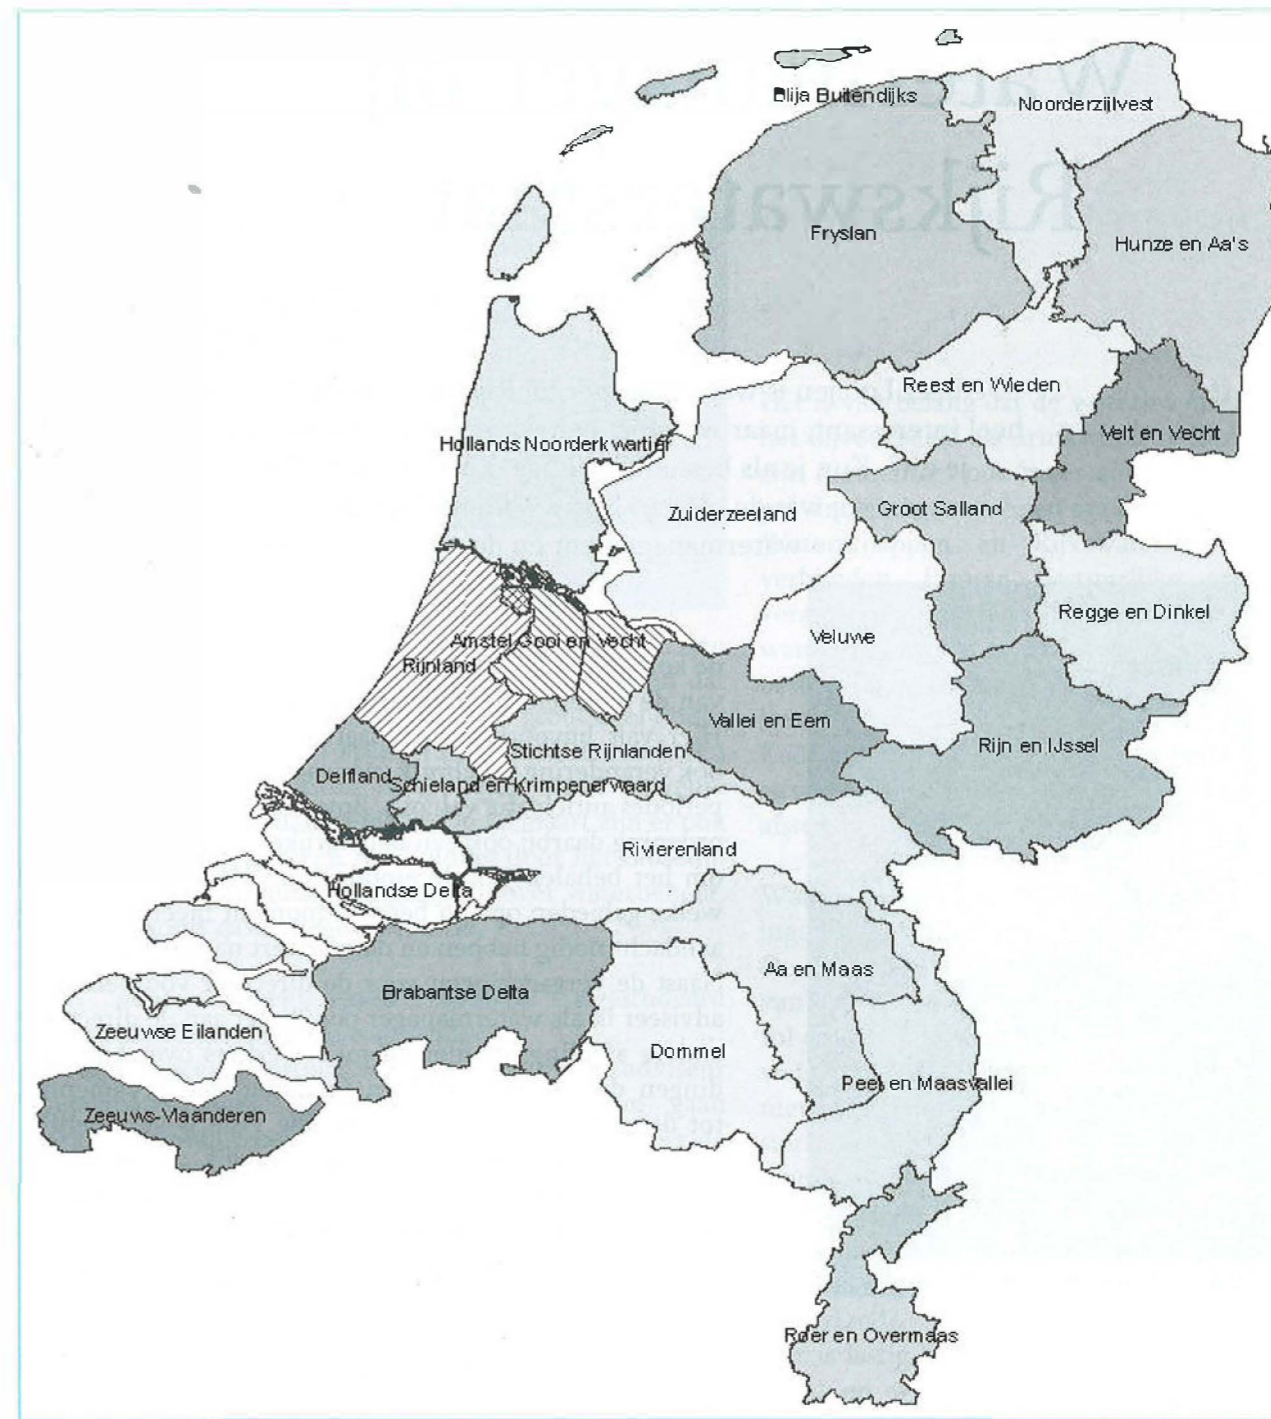 Blija Buitendijks
Noorderzijlvest
Fryslan
Hunze en Aa's
Reest en Wieden
Velt en Vecht
Hollands Noorderkwartier
Zuiderzeeland
Groot Salland
Regge en Dinkel
Veluwe
Amstel Gooi en Vecht
Rijnland
Vallei en Eem
Stichtse Rijnlanden
Rijn en IJssel
Delfland
Schieland en Krimpenerwaard
Rivierenland
Hollandse Delta
Aa en Maas
Brabantse Delta
Zeeuwse Eilanden
Dommel
Peel en Maasvallei
Zeeuws-Vlaanderen
Roer en Overmaas